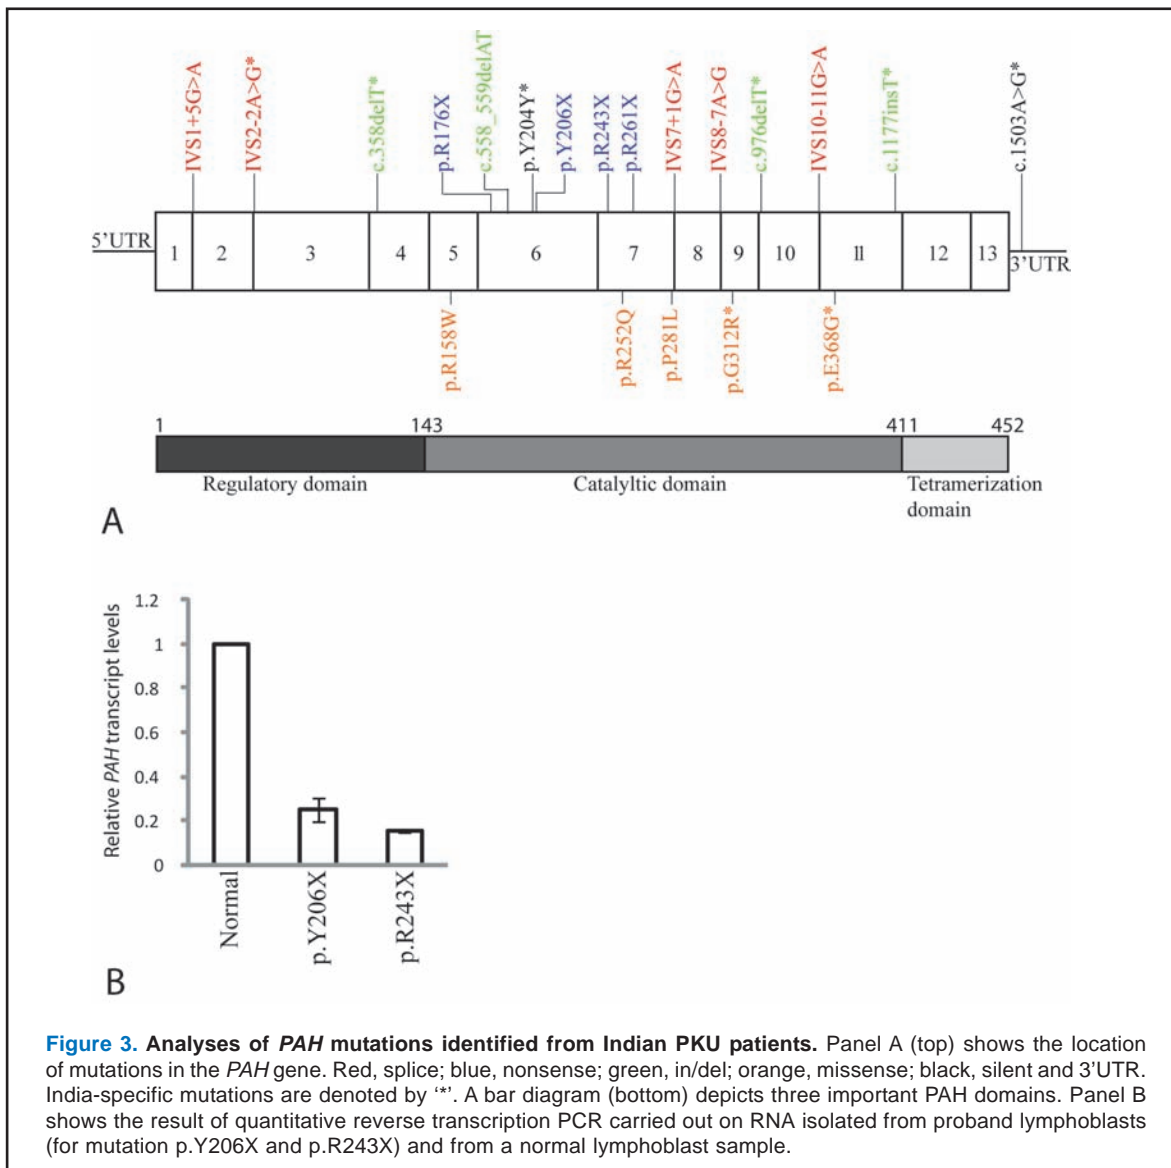 IVS1+5G>A
IVS2-2A>G*
c.358delT*
p.R176X
c.558_559delAT
p.Y204Y*
p.Y206X
p.R243X
p.R261X
IVS7+1G>A
IVS8-7A>G
c.976delT*
IVS10-11G>A
c.1177insT*
c.1503A>G*
5'UTR
1 2 3 4 5 6 7 8 9 10 11 12 13
3'UTR
p.R158W
p.R252Q
p.P281L
p.G312R*
p.E368G*
1 143 411 452
Regulatory domain
Catalyltic domain
Tetramerization
domain
A
Relative PAH transcript levels
1.2
1
0.8
0.6
0.4
0.2
0
Normal
p.Y206X
p.R243X
B
Figure 3. Analyses of PAH mutations identified from Indian PKU patients. Panel A (top) shows the location
of mutations in the PAH gene. Red, splice; blue, nonsense; green, in/del; orange, missense; black, silent and 3'UTR.
India-specific mutations are denoted by '*'. A bar diagram (bottom) depicts three important PAH domains. Panel B
shows the result of quantitative reverse transcription PCR carried out on RNA isolated from proband lymphoblasts
(for mutation p.Y206X and p.R243X) and from a normal lymphoblast sample.